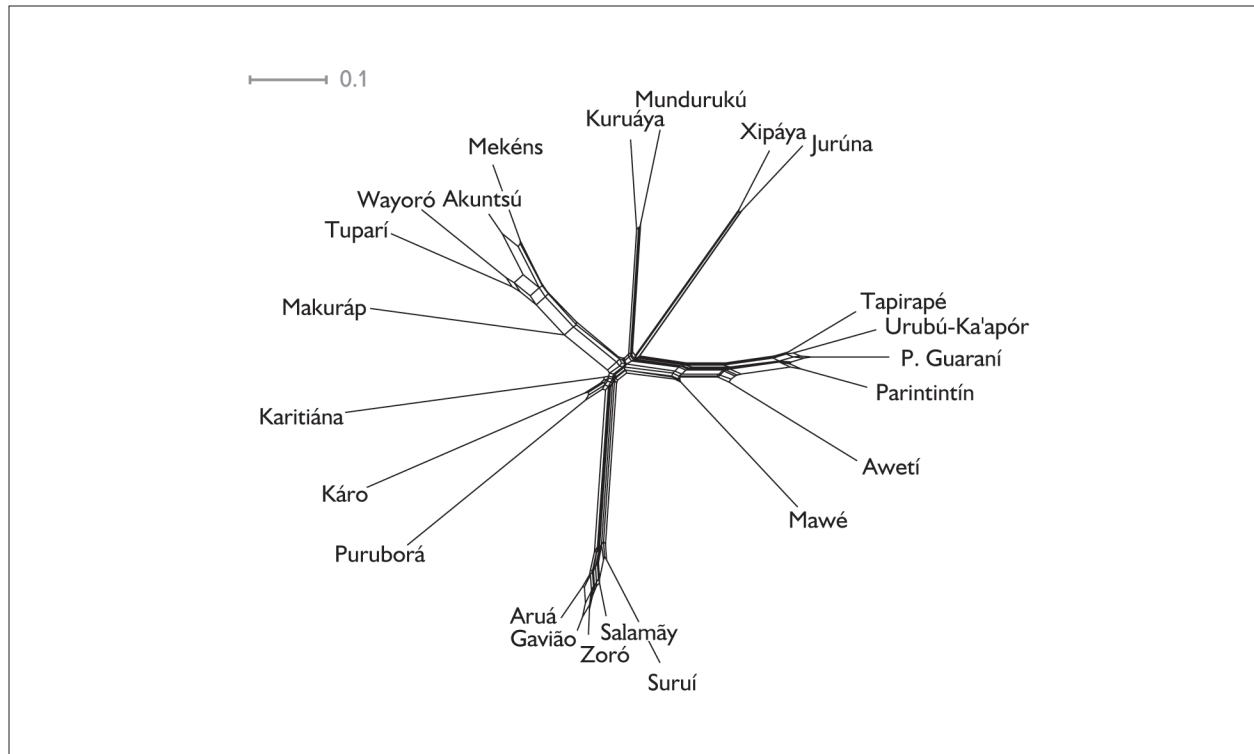 0.1
Mundurukú
Kuruáya
Xipáya
Jurúna
Mekéns
Wayoró
Akuntsú
Tuparí
Makuráp
Tapirapé
Urubú-Ka'apór
P. Guaraní
Parintintín
Karitiána
Awetí
Káro
Mawé
Puruborá
Aruá
Gavião
Salamãy
Zoró
Suruí